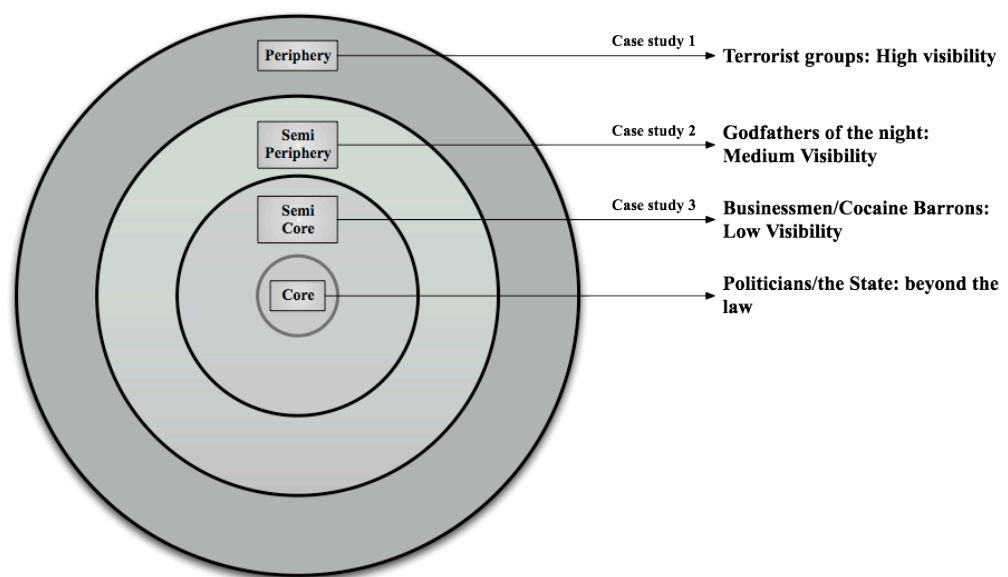 Periphery
Case study 1
Terrorist groups: High visibility
Semi
Periphery
Case study 2
Godfathers of the night:
Medium Visibility
Semi
Core
Case study 3
Businessmen/Cocaine Barrons:
Low Visibility
Core
Politicians/the State: beyond the
law